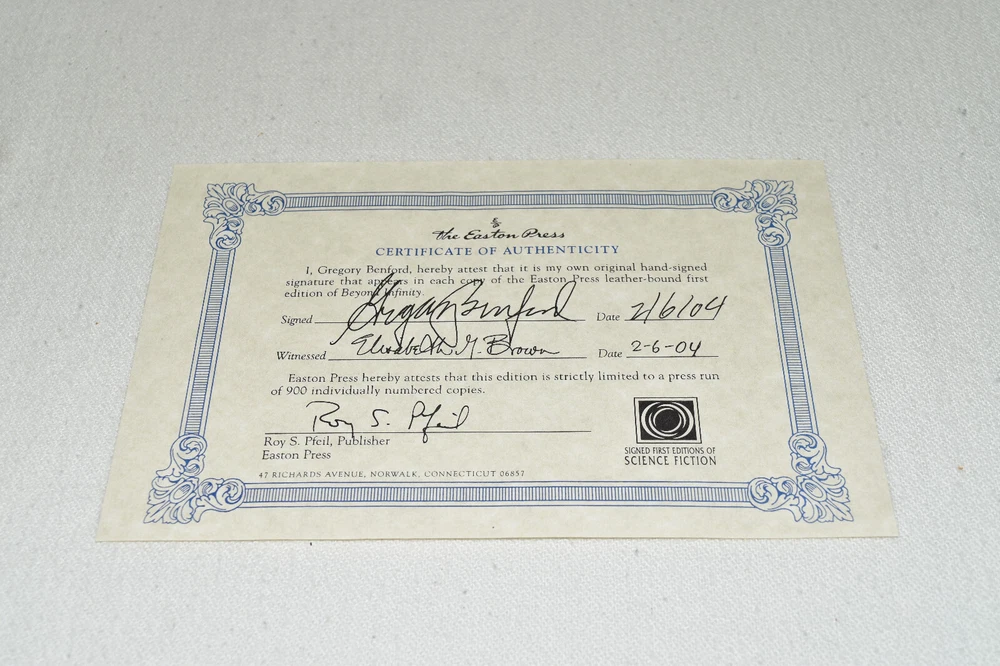 The Easton Press
CERTIFICATE OF AUTHENTICITY
I, Gregory Benford, hereby attest that it is my own original hand-signed
signature that appears in each copy of the Easton Press leather-bound first
edition of Beyond Infinity.
Signed Gregory Benford Date 2/6/04
Witnessed Elisabeth M. Brown Date 2-6-04
Easton Press hereby attests that this edition is strictly limited to a press run
of 900 individually numbered copies.
Roy S. Pfeil
Roy S. Pfeil, Publisher
Easton Press
47 RICHARDS AVENUE, NORWALK, CONNECTICUT 06857
SIGNED FIRST EDITIONS OF
SCIENCE FICTION